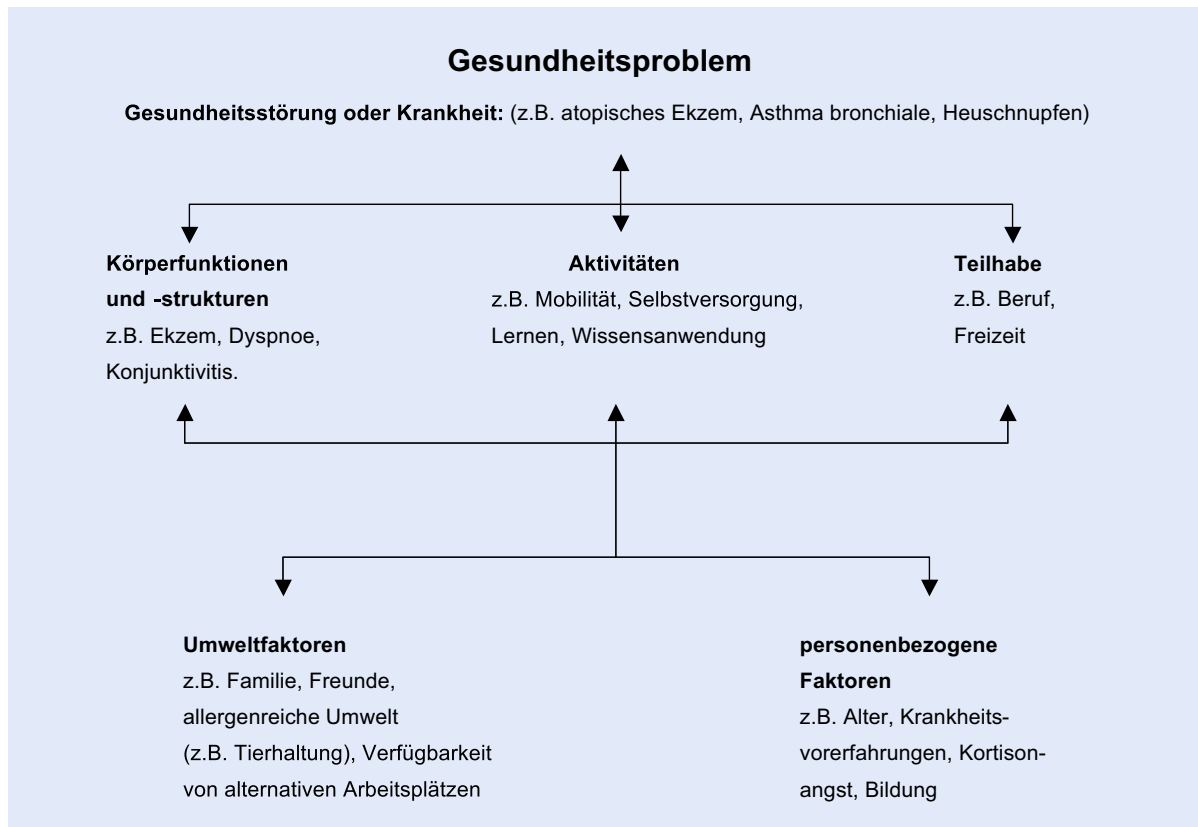 Gesundheitsproblem
Gesundheitsstörung oder Krankheit: (z.B. atopisches Ekzem, Asthma bronchiale, Heuschnupfen)
Körperfunktionen
und -strukturen
z.B. Ekzem, Dyspnoe,
Konjunktivitis.
Aktivitäten
z.B. Mobilität, Selbstversorgung,
Lernen, Wissensanwendung
Teilhabe
z.B. Beruf,
Freizeit
Umweltfaktoren
z.B. Familie, Freunde,
allergenreiche Umwelt
(z.B. Tierhaltung), Verfügbarkeit
von alternativen Arbeitsplätzen
personenbezogene
Faktoren
z.B. Alter, Krankheits-
vorerfahrungen, Kortison-
angst, Bildung